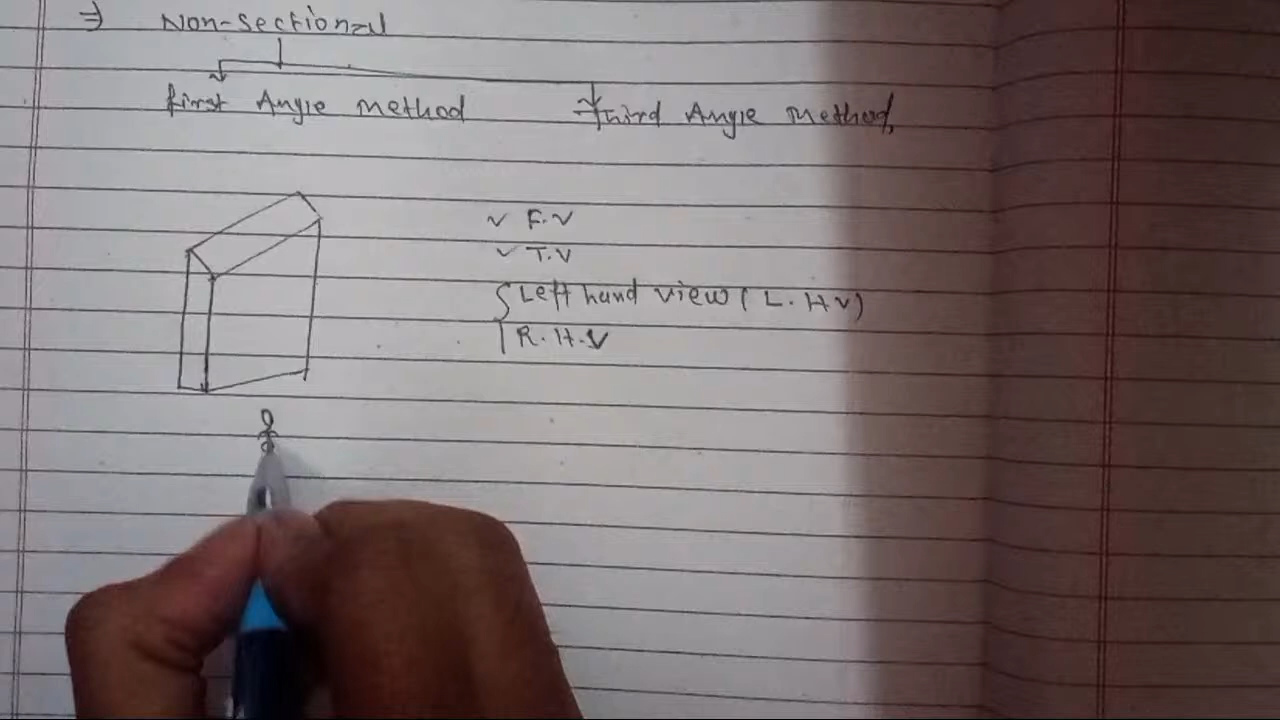 ⇒ Non-Sectional
first Angle method
Third Angle Method,
✓ F.V
✓ T.V
Left hand view ( L. H V)
R. H. V